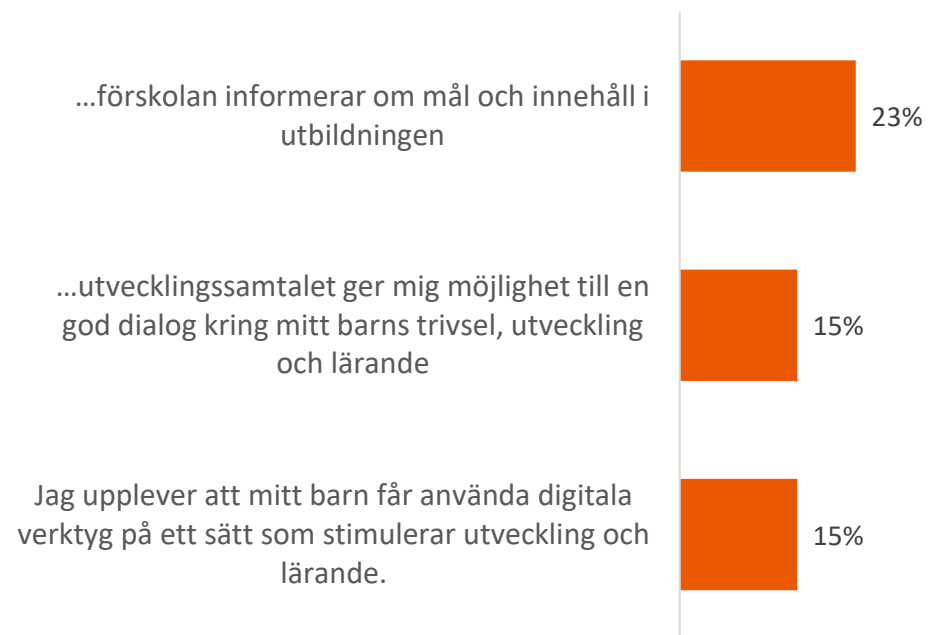 ...förskolan informerar om mål och innehåll i
utbildningen
23%
...utvecklingssamtalet ger mig möjlighet till en
god dialog kring mitt barns trivsel, utveckling
och lärande
15%
Jag upplever att mitt barn får använda digitala
verktyg på ett sätt som stimulerar utveckling och
lärande.
15%